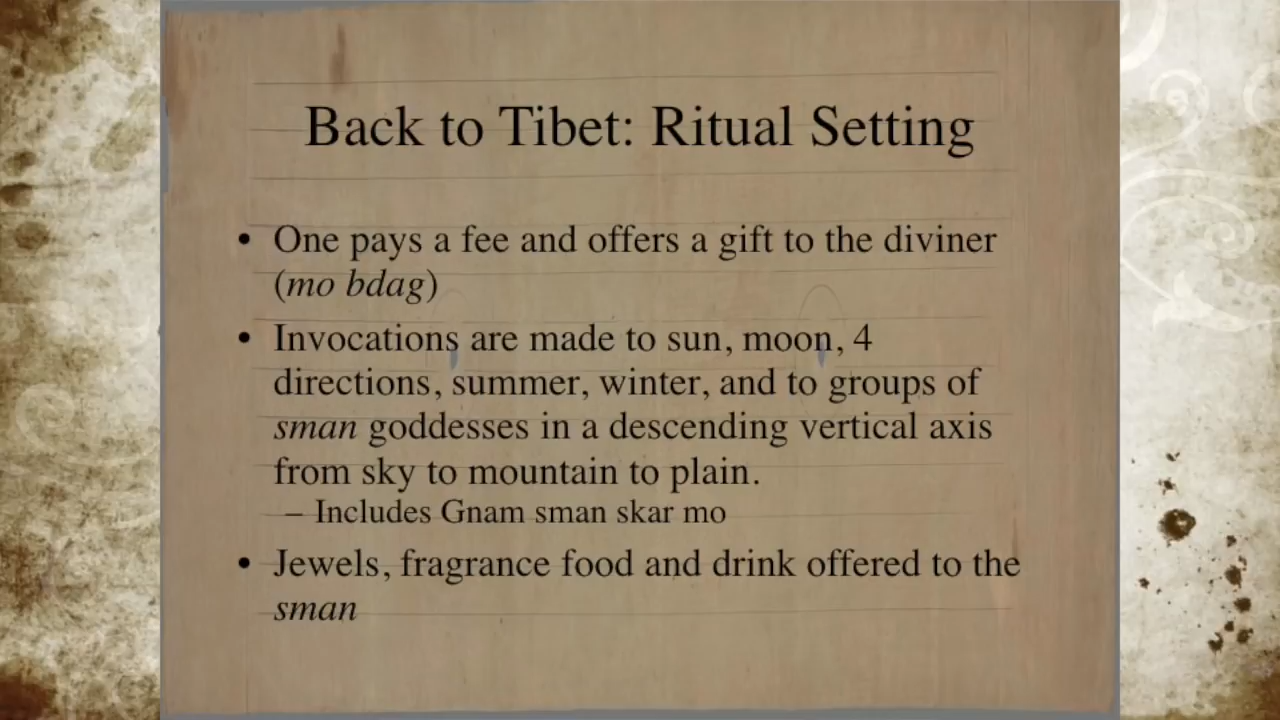 Back to Tibet: Ritual Setting
• One pays a fee and offers a gift to the diviner
(mo bdag)
• Invocations are made to sun, moon, 4
directions, summer, winter, and to groups of
sman goddesses in a descending vertical axis
from sky to mountain to plain.
– Includes Gnam sman skar mo
• Jewels, fragrance food and drink offered to the
sman